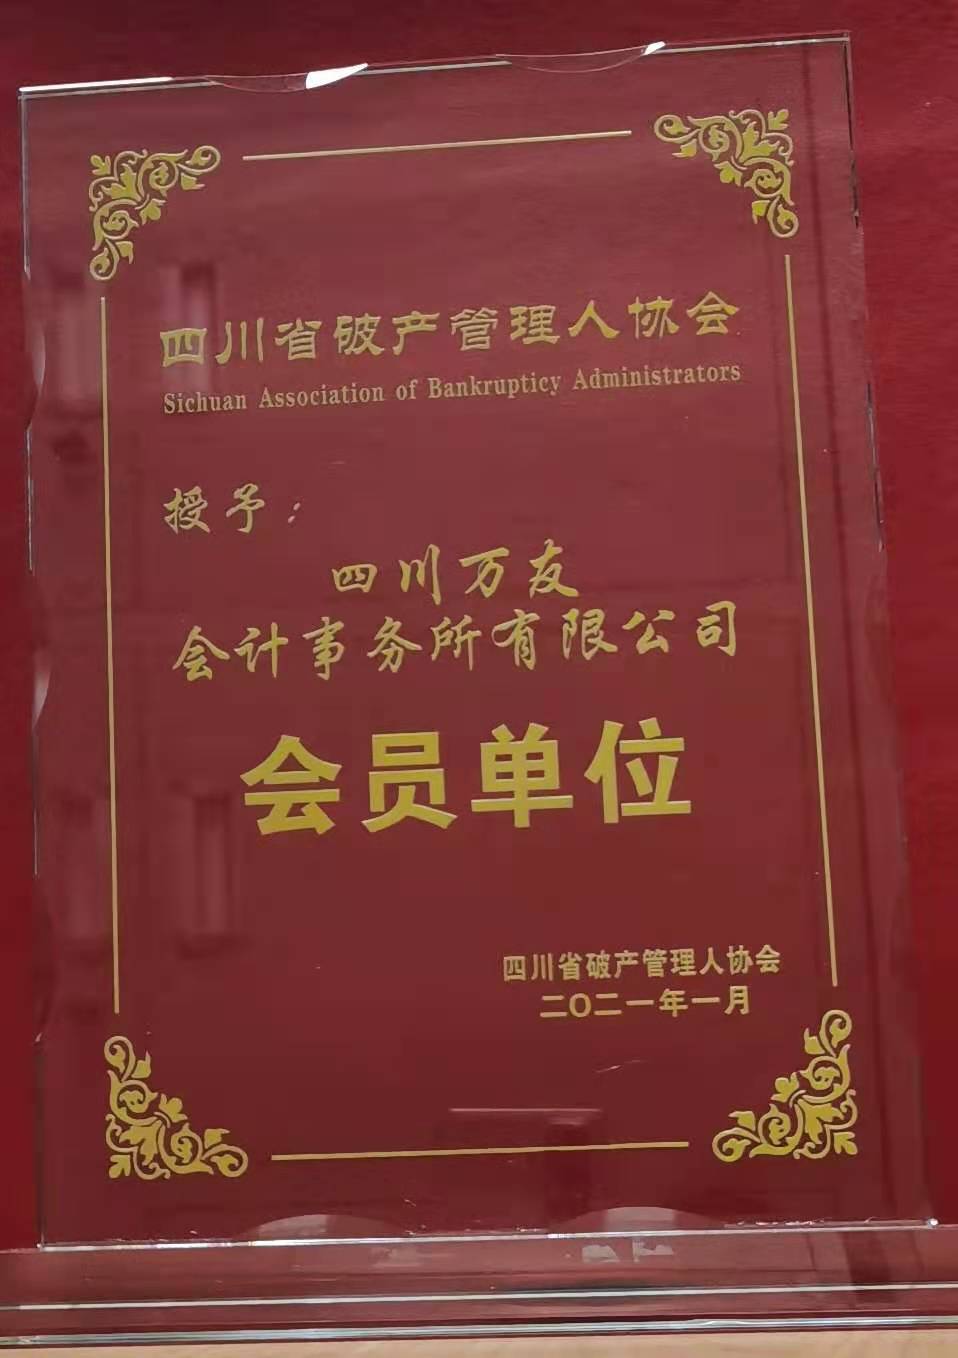 四川省破产管理人协会
Sichuan Association of Bankrupticy Administrators
授予：
四川万友
会计事务所有限公司
会员单位
四川省破产管理人协会
二〇二一年一月